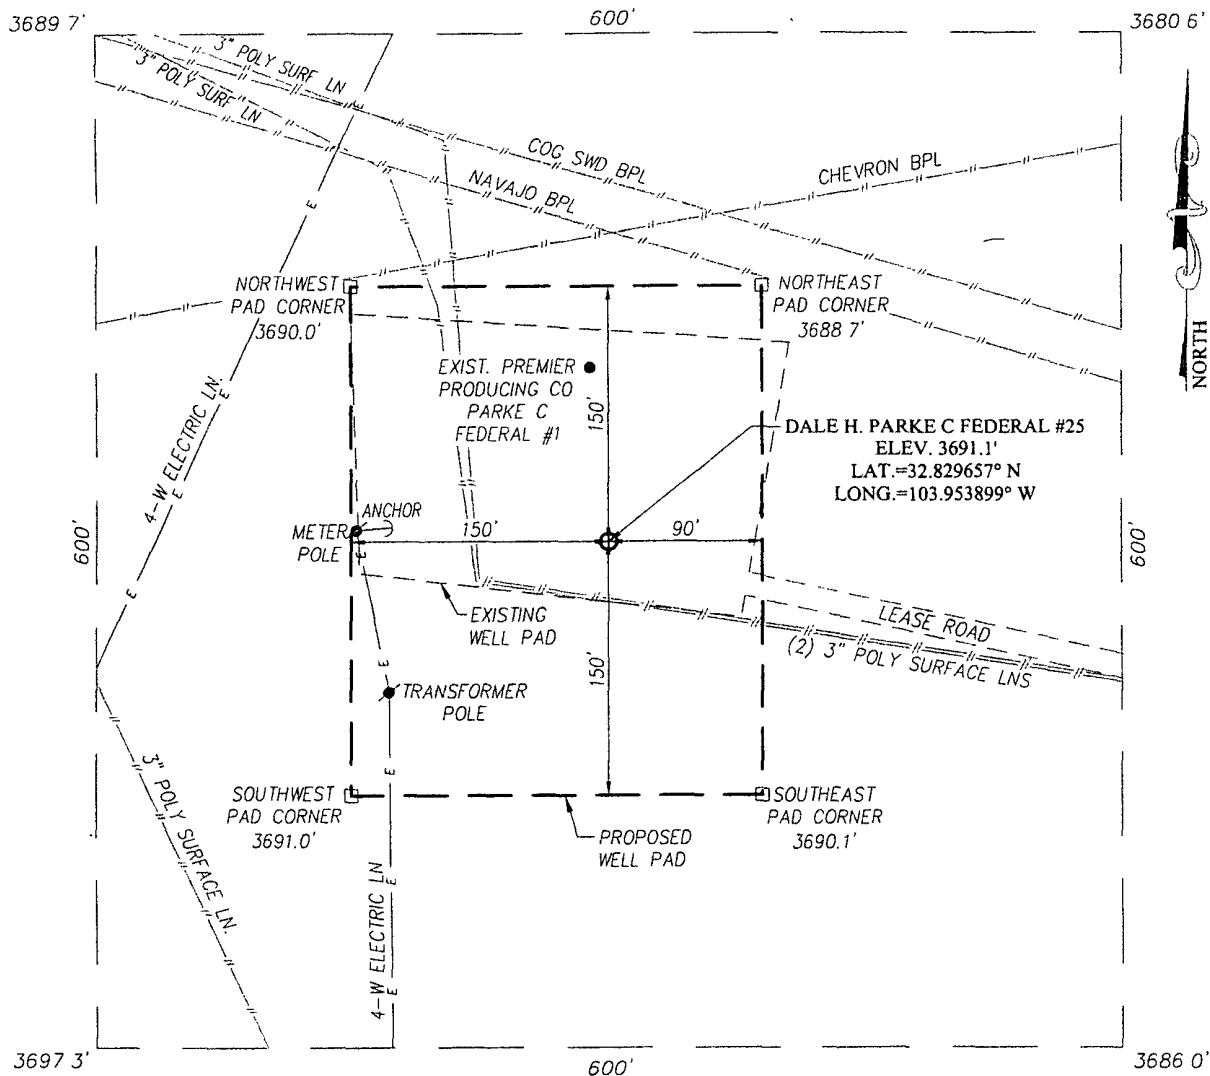 3689 7'
600'
3680 6'
3" POLY SURF LN
3" POLY SURF LN
COG SWD BPL
NAVAJO BPL
CHEVRON BPL
NORTH
NORTHWEST
PAD CORNER
3690.0'
NORTHEAST
PAD CORNER
3688 7'
EXIST. PREMIER
PRODUCING CO
PARKE C
FEDERAL #1
150'
DALE H. PARKE C FEDERAL #25
ELEV. 3691.1'
LAT.=32.829657° N
LONG.=103.953899° W
4-W ELECTRIC LN.
E
E
E
E
600'
METER
POLE
ANCHOR
150'
90'
600'
E
EXISTING
WELL PAD
LEASE ROAD
(2) 3" POLY SURFACE LNS
150'
E
TRANSFORMER
POLE
E
3" POLY SURFACE LN.
SOUTHWEST
PAD CORNER
3691.0'
SOUTHEAST
PAD CORNER
3690.1'
PROPOSED
WELL PAD
4-W ELECTRIC LN
E
E
3697 3'
600'
3686 0'